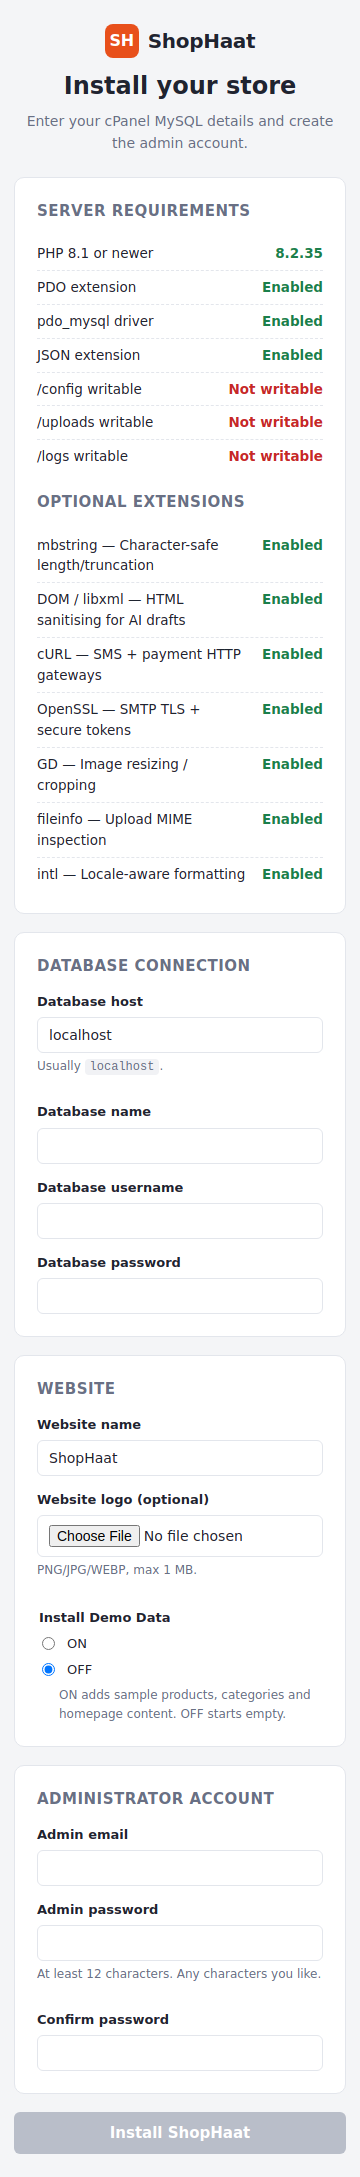 SH ShopHaat
Install your store
Enter your cPanel MySQL details and create
the admin account.
SERVER REQUIREMENTS
PHP 8.1 or newer 8.2.35
PDO extension Enabled
pdo_mysql driver Enabled
JSON extension Enabled
/config writable Not writable
/uploads writable Not writable
/logs writable Not writable
OPTIONAL EXTENSIONS
mbstring — Character-safe Enabled
length/truncation
DOM / libxml — HTML Enabled
sanitising for AI drafts
cURL — SMS + payment HTTP Enabled
gateways
OpenSSL — SMTP TLS + Enabled
secure tokens
GD — Image resizing / Enabled
cropping
fileinfo — Upload MIME Enabled
inspection
intl — Locale-aware formatting Enabled
DATABASE CONNECTION
Database host
localhost
Usually localhost.
Database name
Database username
Database password
WEBSITE
Website name
ShopHaat
Website logo (optional)
Choose File No file chosen
PNG/JPG/WEBP, max 1 MB.
Install Demo Data
ON
OFF
ON adds sample products, categories and
homepage content. OFF starts empty.
ADMINISTRATOR ACCOUNT
Admin email
Admin password
At least 12 characters. Any characters you like.
Confirm password
Install ShopHaat